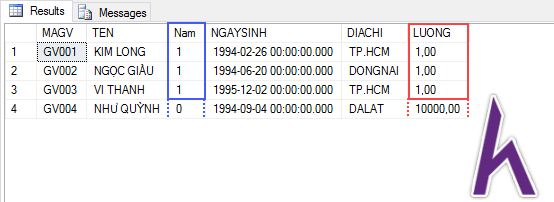 Results Messages
MAGV TEN Nam NGAYSINH DIACHI LUONG
1 GV001 KIM LONG 1 1994-02-26 00:00:00.000 TP.HCM 1,00
2 GV002 NGỌC GIÀU 1 1994-06-20 00:00:00.000 DONGNAI 1,00
3 GV003 VI THANH 1 1995-12-02 00:00:00.000 TP.HCM 1,00
4 GV004 NHƯ QUỲNH 0 1994-09-04 00:00:00.000 DALAT 10000,00
h